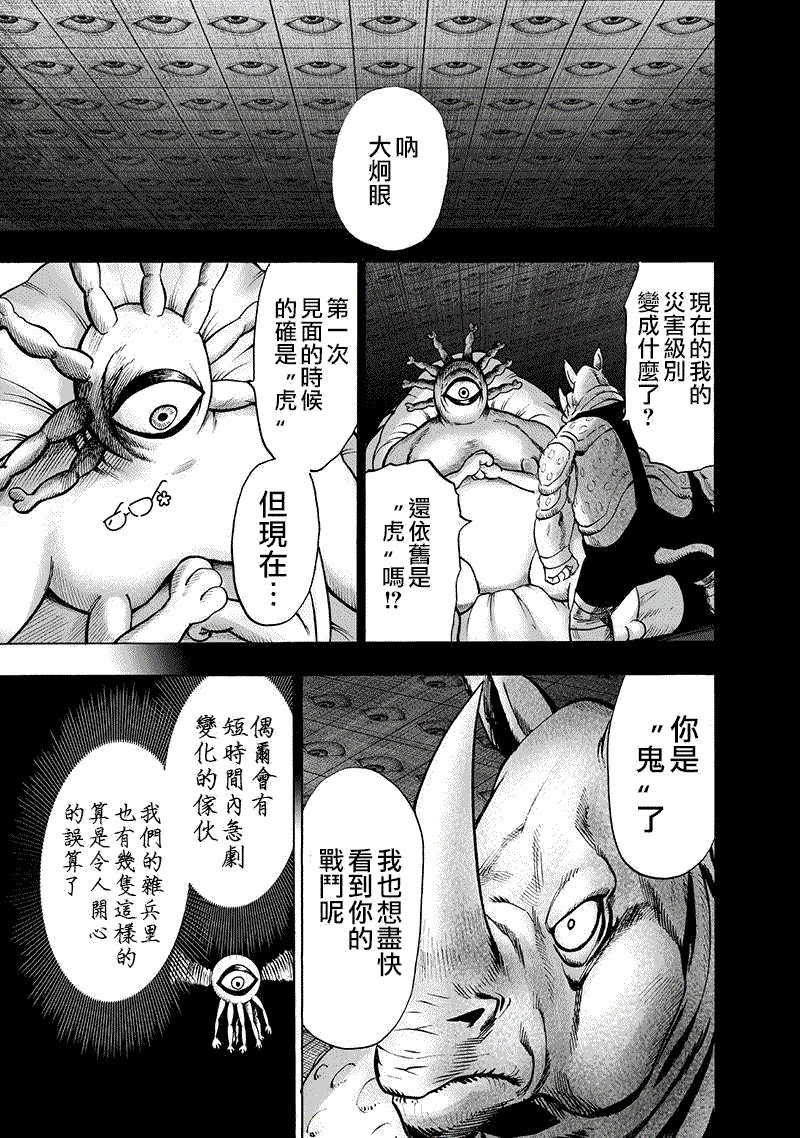 吶
大炯眼
現在的我的
災害級別
變成什麼了?
還依舊是
"虎"嗎!?
第一次
見面的時候
的確是"虎"
但現在…
你是
"鬼"了
我也想盡快
看到你的
戰鬥呢
偶爾會有
短時間內急劇
變化的傢伙
我們的雜兵里
也有幾隻這樣的
算是令人開心
的誤算了